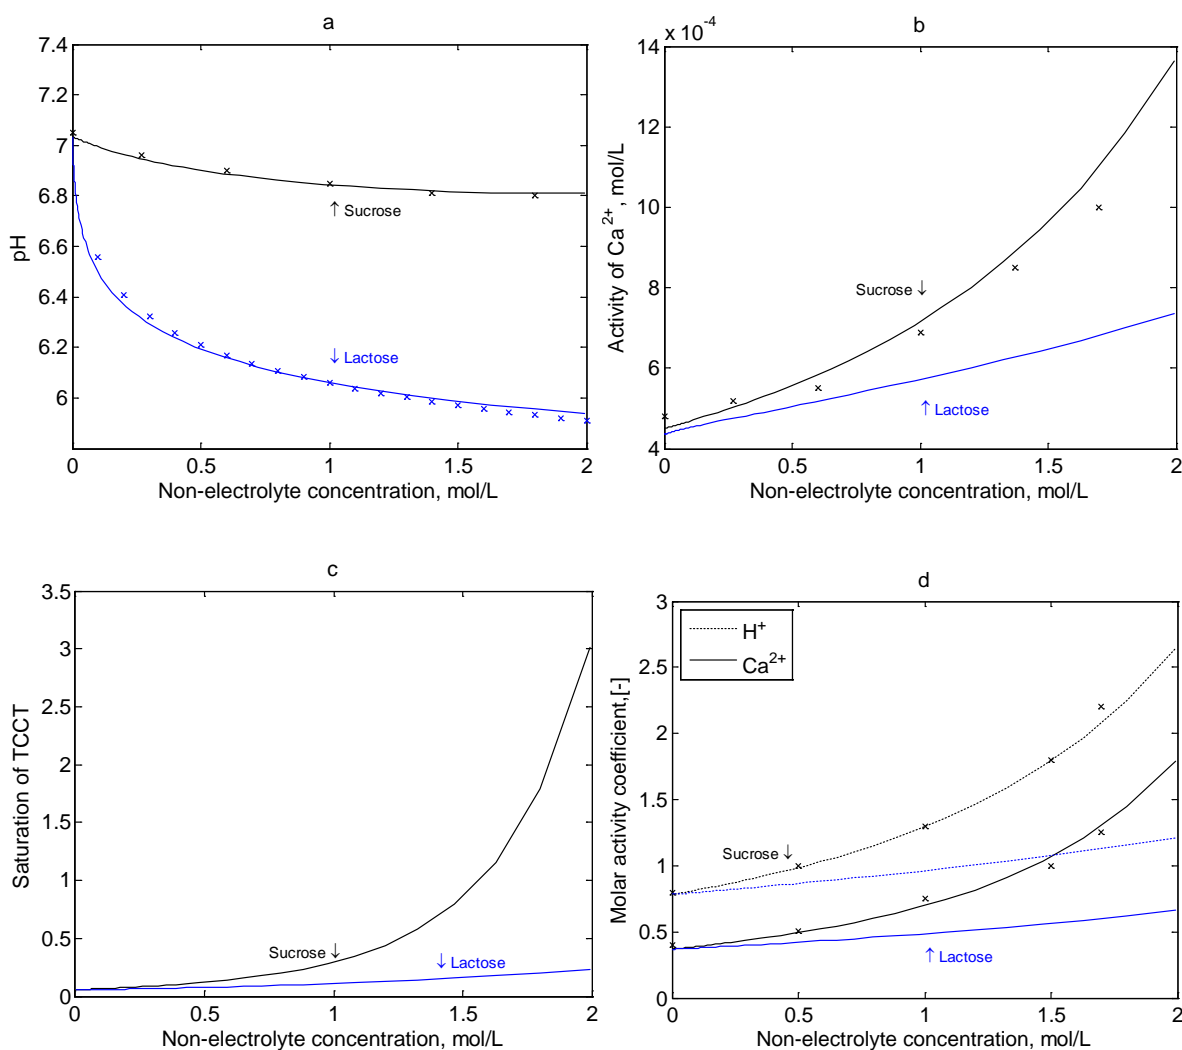 a
7.4
7.2
7
6.8
6.6
6.4
6.2
6
pH
↑ Sucrose
↓ Lactose
0 0.5 1 1.5 2
Non-electrolyte concentration, mol/L
b
x 10-4
14
12
10
8
6
4
Activity of Ca 2+ , mol/L
Sucrose ↓
↑ Lactose
0 0.5 1 1.5 2
Non-electrolyte concentration, mol/L
c
3.5
3
2.5
2
1.5
1
0.5
0
Saturation of TCCT
Sucrose ↓
↓ Lactose
0 0.5 1 1.5 2
Non-electrolyte concentration, mol/L
d
3
2.5
2
1.5
1
0.5
0
Molar activity coefficient,[-]
H+
Ca2+
Sucrose ↓
↑ Lactose
0 0.5 1 1.5 2
Non-electrolyte concentration, mol/L